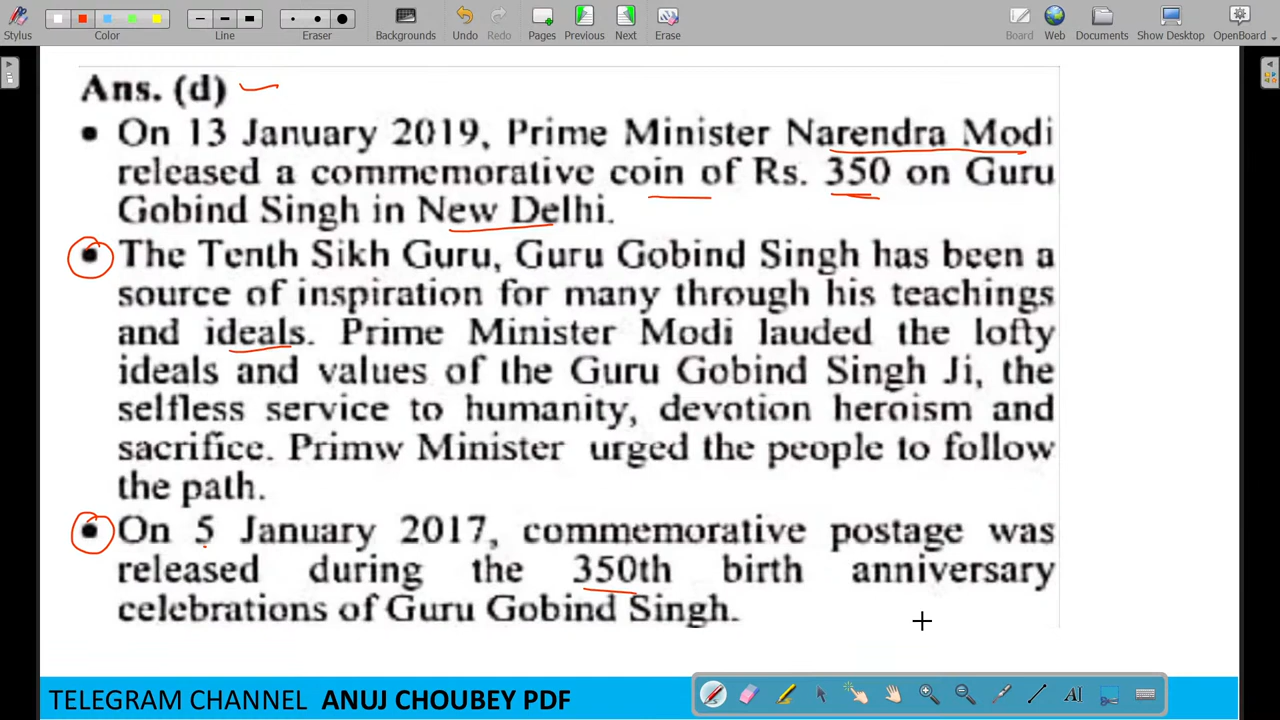 Stylus
Color
Line
Eraser
Backgrounds
Undo
Redo
Pages
Previous
Next
Erase
Board
Web
Documents
Show Desktop
OpenBoard
Ans. (d)
• On 13 January 2019, Prime Minister Narendra Modi
released a commemorative coin of Rs. 350 on Guru
Gobind Singh in New Delhi.
• The Tenth Sikh Guru, Guru Gobind Singh has been a
source of inspiration for many through his teachings
and ideals. Prime Minister Modi lauded the lofty
ideals and values of the Guru Gobind Singh Ji, the
selfless service to humanity, devotion heroism and
sacrifice. Primw Minister urged the people to follow
the path.
• On 5 January 2017, commemorative postage was
released during the 350th birth anniversary
celebrations of Guru Gobind Singh.
TELEGRAM CHANNEL ANUJ CHOUBEY PDF